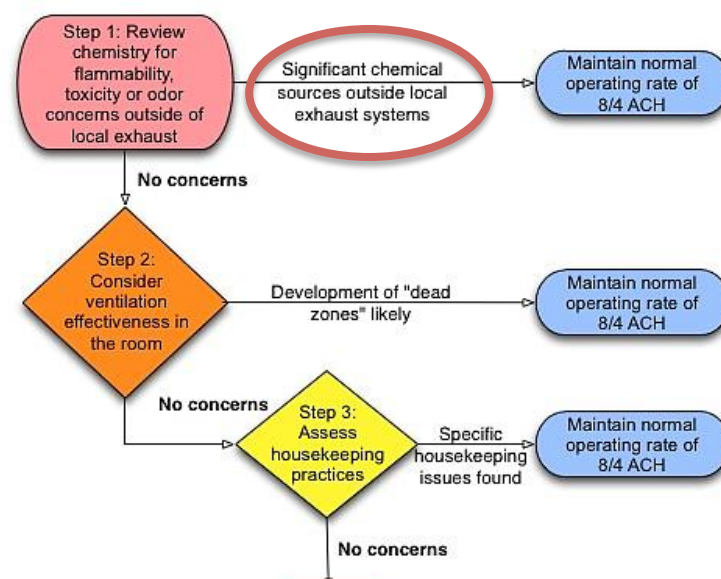 Step 1: Review
chemistry for
flammability,
toxicity or odor
concerns outside of
local exhaust
Significant chemical
sources outside local
exhaust systems
Maintain normal
operating rate of
8/4 ACH
No concerns
Step 2:
Consider
ventilation
effectiveness in
the room
Development of "dead
zones" likely
Maintain normal
operating rate of
8/4 ACH
No concerns
Step 3:
Assess
housekeeping
practices
Specific
housekeeping
issues found
Maintain normal
operating rate of
8/4 ACH
No concerns